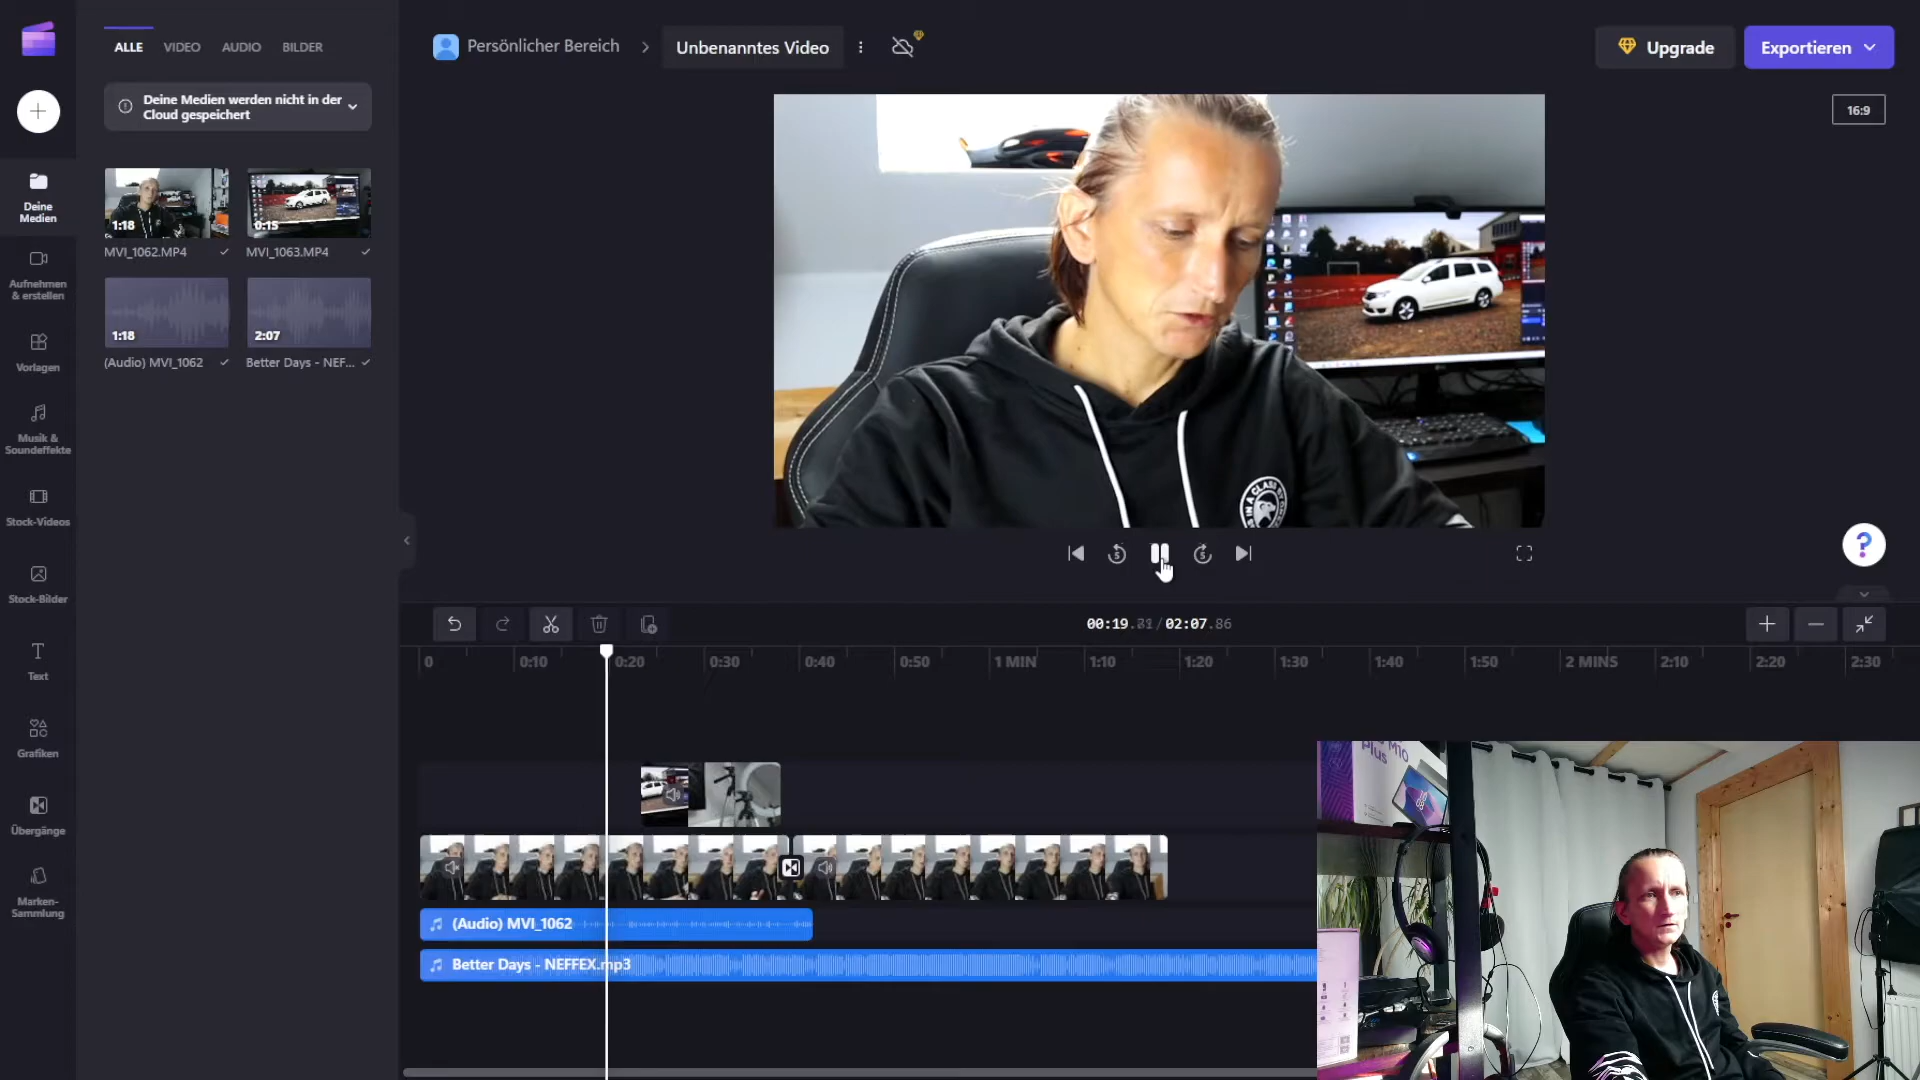 ALLE VIDEO AUDIO BILDER
Persönlicher Bereich
Unbenanntes Video
Upgrade
Exportieren
Deine Medien werden nicht in der
Cloud gespeichert
16:9
Deine
Medien
1:18
0:15
MVI_1062.MP4
MVI_1063.MP4
Aufnehmen
& erstellen
1:18
2:07
(Audio) MVI_1062
Better Days - NEF...
Vorlagen
Musik &
Soundeffekte
Stock-Videos
Stock-Bilder
Text
Grafiken
Übergänge
Marken-
Sammlung
5
5
?
02:07.86
0 0:10 0:20 0:30 0:40 0:50 1 MIN 1:10 1:20 1:30 1:40 1:50 2 MINS 2:10 2:20 2:30
(Audio) MVI_1062
Better Days - NEFFEX.mp3
M10
Plus